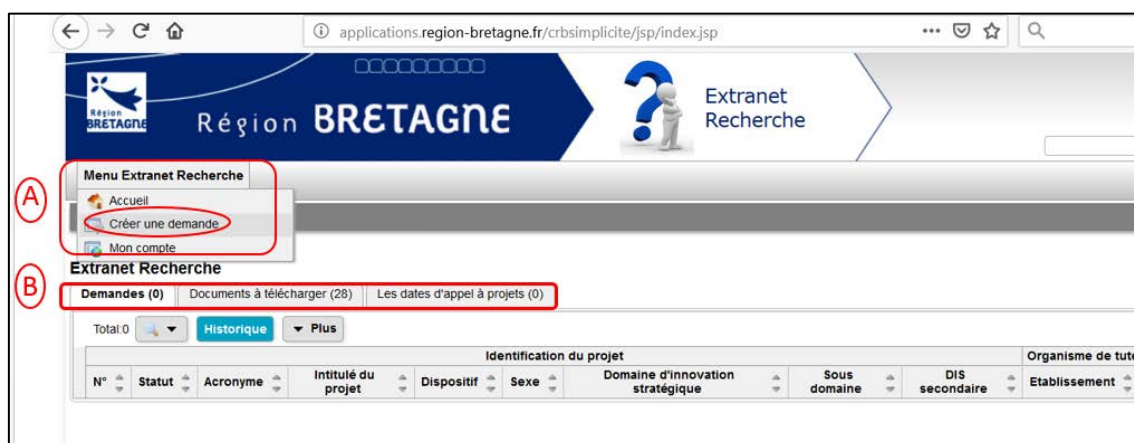 applications.region-bretagne.fr/crbsimplicite/jsp/index.jsp
Région
BRETAGNE
Région BRETAGNE
Extranet
Recherche
A
Menu Extranet Recherche
Accueil
Créer une demande
Mon compte
Extranet Recherche
B
Demandes (0) Documents à télécharger (28) Les dates d'appel à projets (0)
Total:0 Historique Plus
Identification du projet Organisme de tute
N° Statut Acronyme Intitulé du projet Dispositif Sexe Domaine d'innovation stratégique Sous domaine DIS secondaire Etablissement